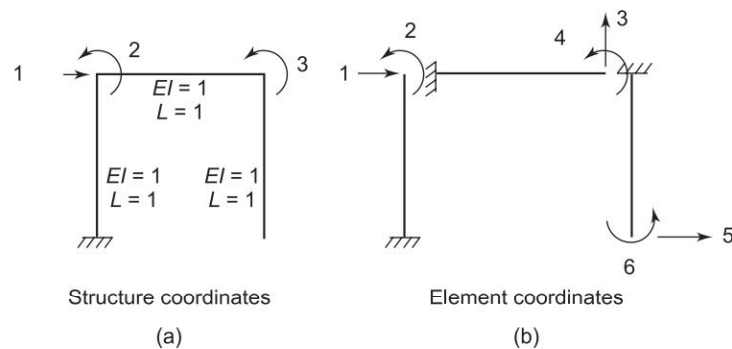 1
2
3
EI = 1
L = 1
EI = 1
L = 1
EI = 1
L = 1
Structure coordinates
(a)
1
2
3
4
5
6
Element coordinates
(b)